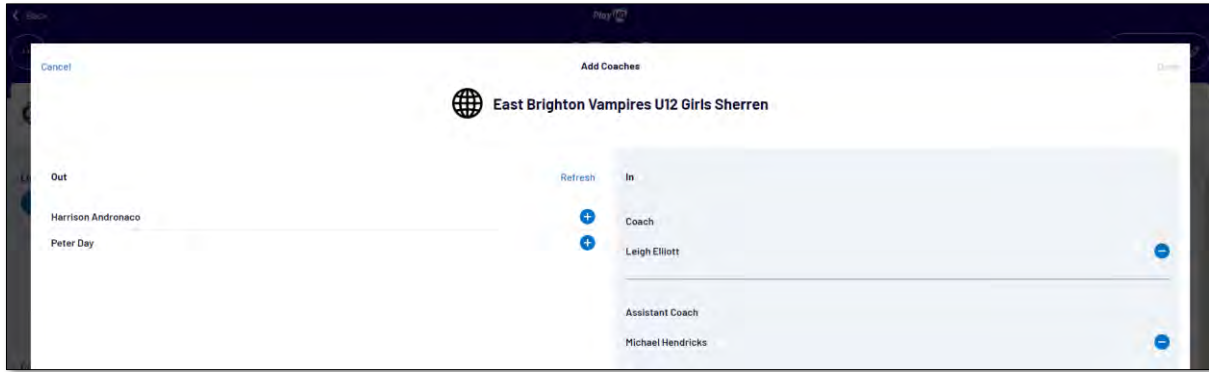 Back
PlayHQ
Cancel
Add Coaches
Done
East Brighton Vampires U12 Girls Sherren
Out
Refresh
In
Harrison Andronaco
Coach
Peter Day
Leigh Elliott
Assistant Coach
Michael Hendricks